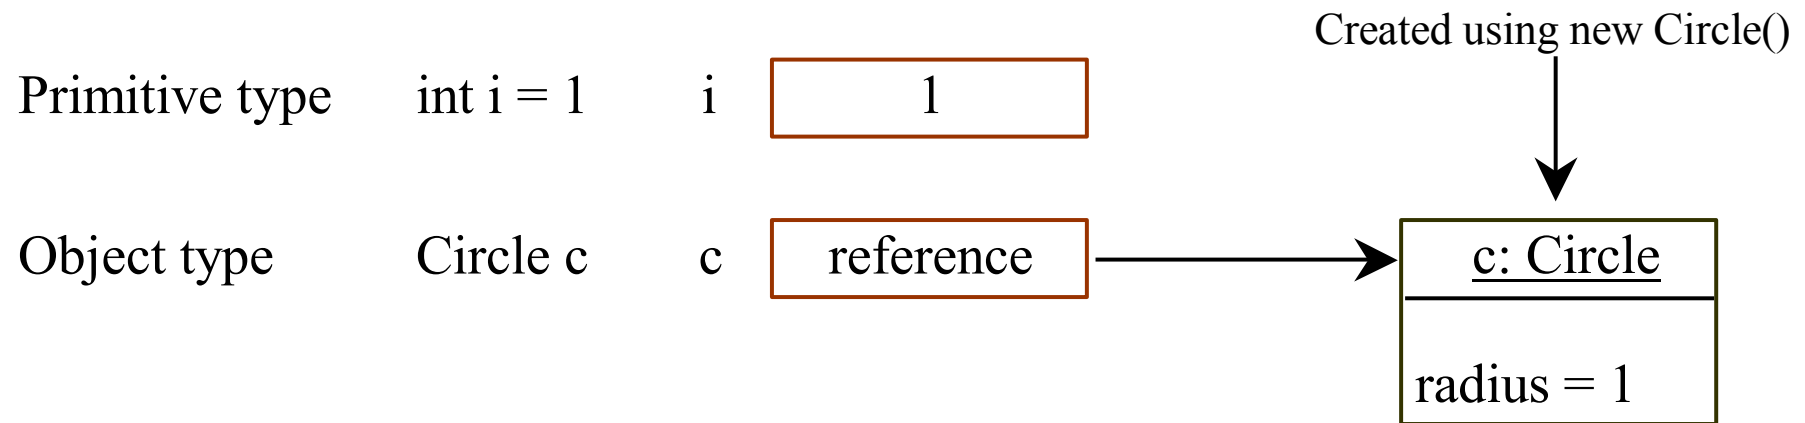 Created using new Circle()
Primitive type int i = 1 i 1
Object type Circle c c reference c: Circle
radius = 1